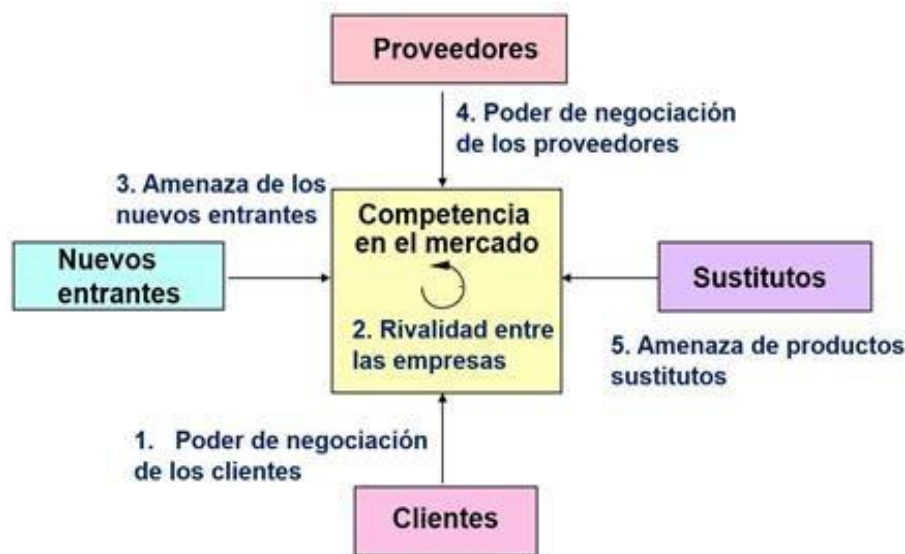 Proveedores
4. Poder de negociación
de los proveedores
3. Amenaza de los
nuevos entrantes
Competencia
en el mercado
Nuevos
entrantes
Sustitutos
2. Rivalidad entre
las empresas
5. Amenaza de productos
sustitutos
1. Poder de negociación
de los clientes
Clientes